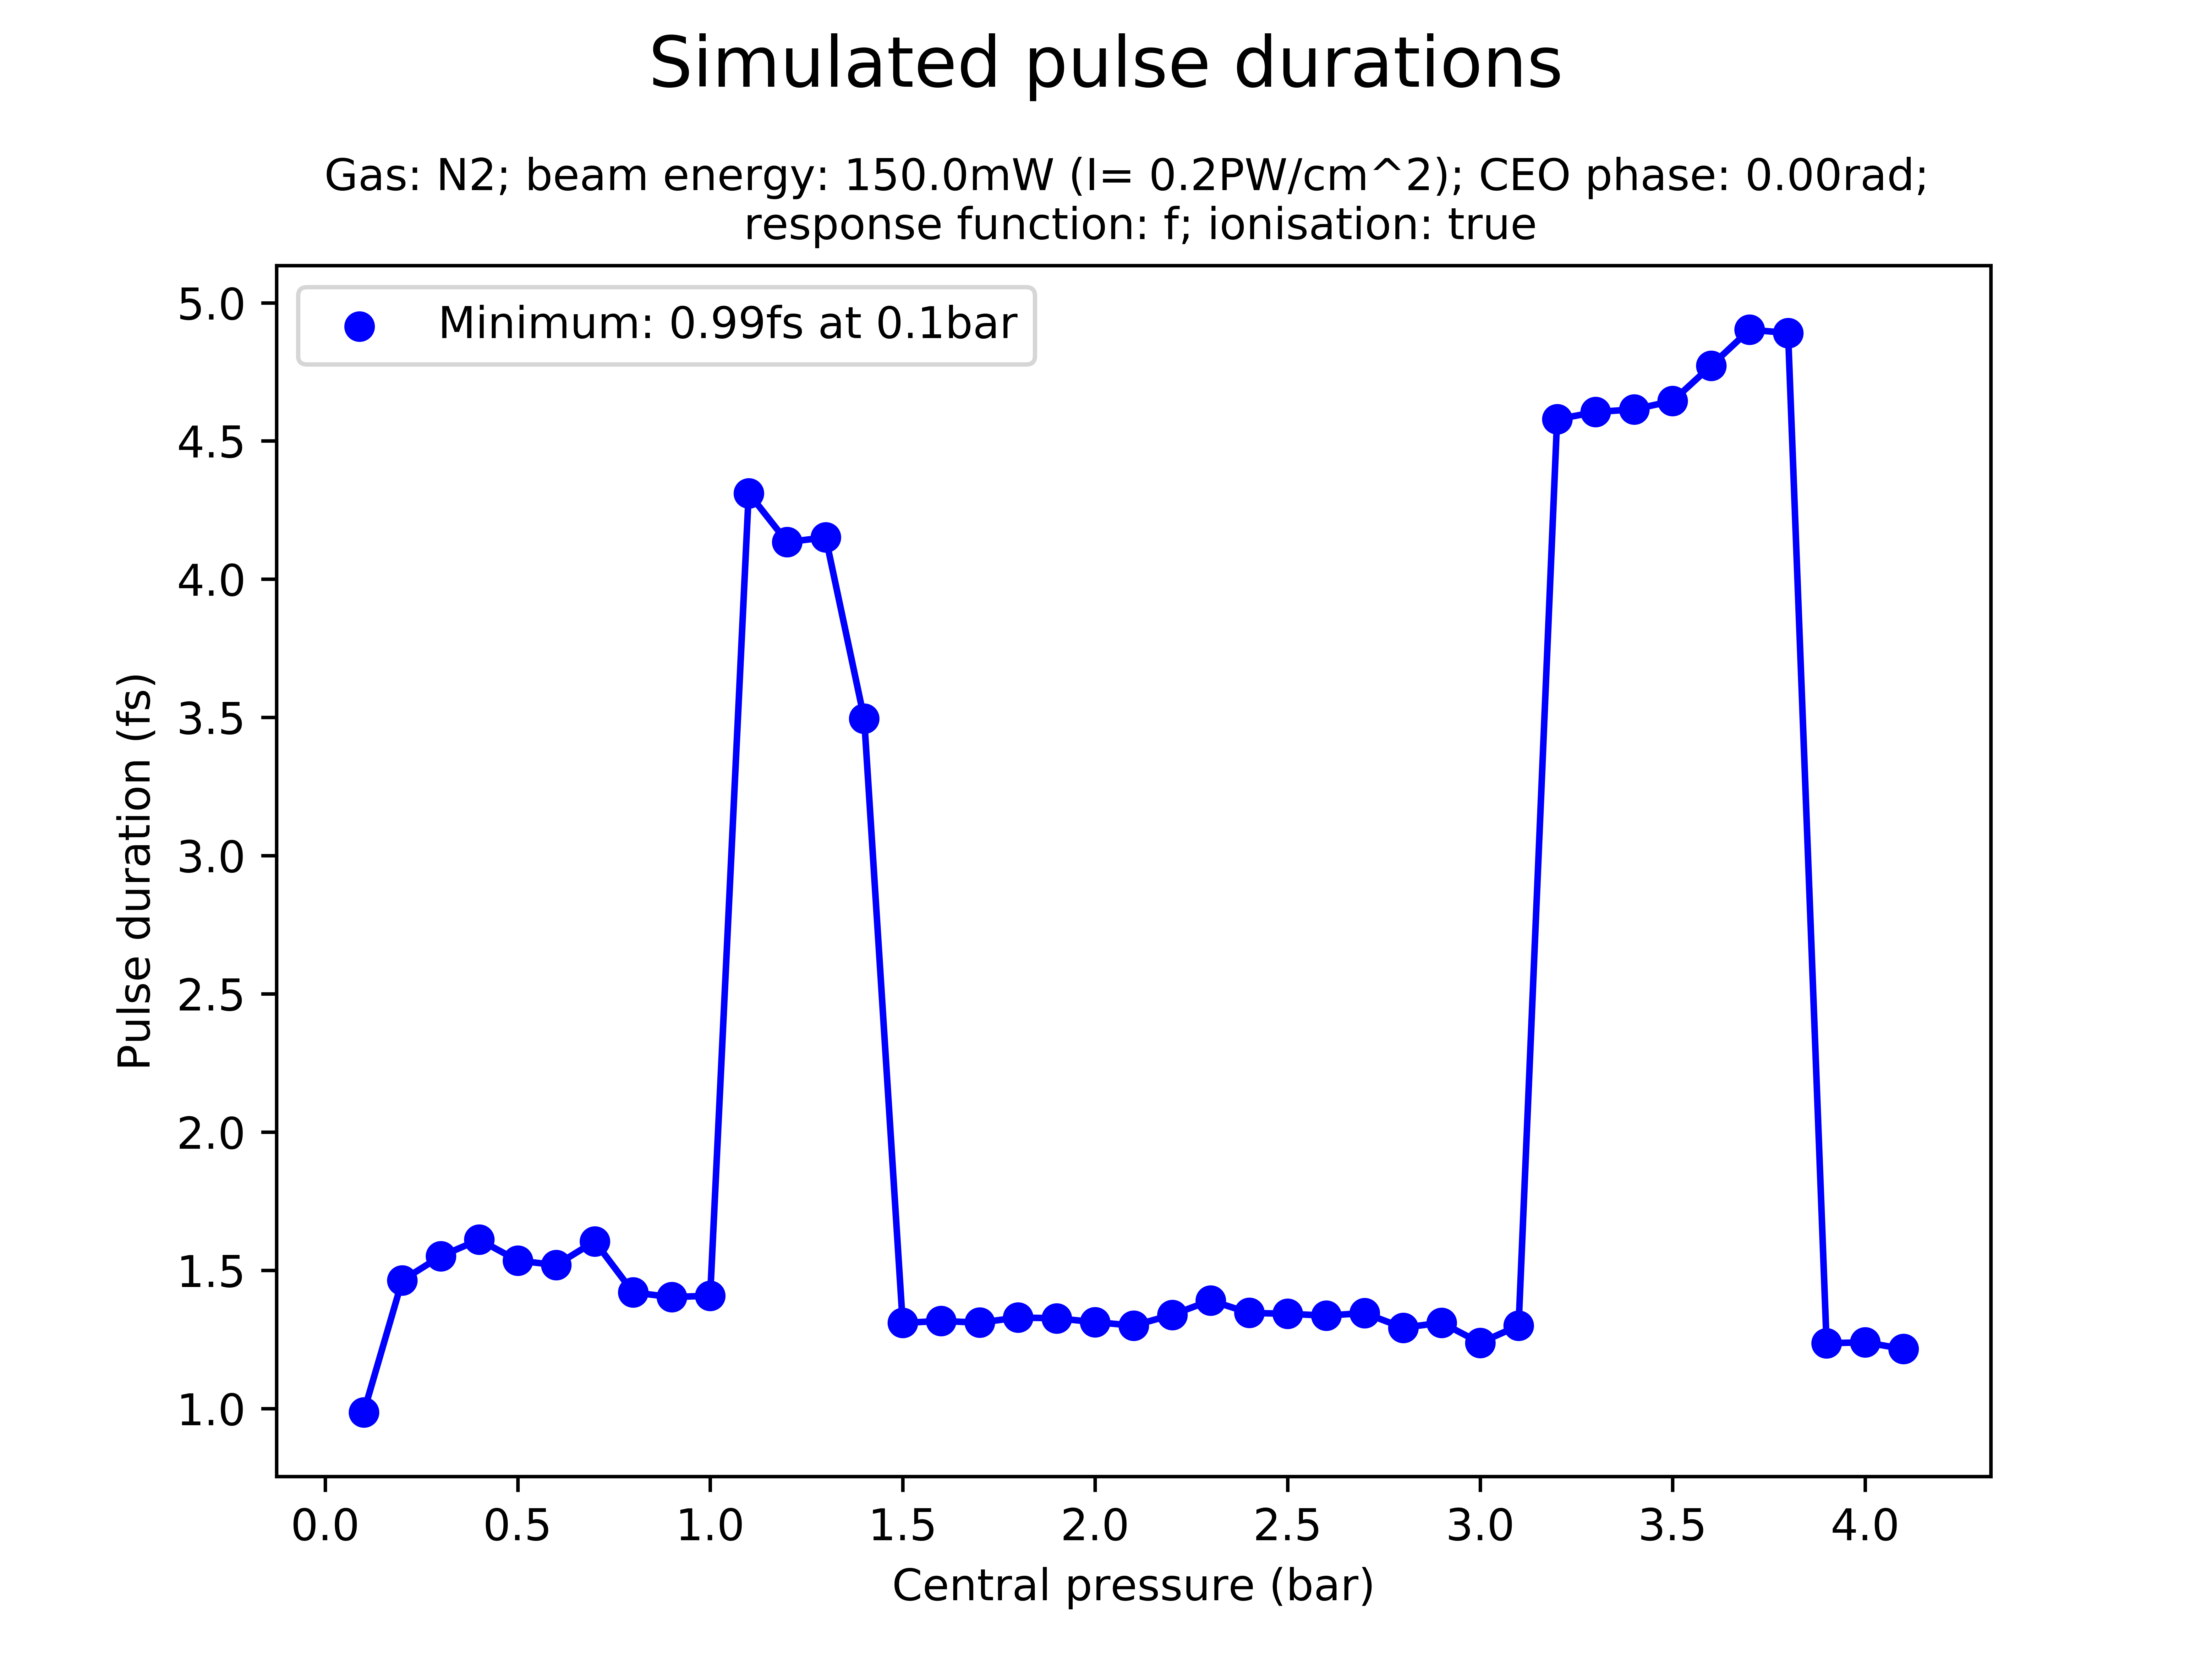 Simulated pulse durations
Gas: N2; beam energy: 150.0mW (I= 0.2PW/cm^2); CEO phase: 0.00rad;
response function: f; ionisation: true
Minimum: 0.99fs at 0.1bar
5.0
4.5
4.0
3.5
3.0
2.5
2.0
1.5
1.0
Pulse duration (fs)
0.0 0.5 1.0 1.5 2.0 2.5 3.0 3.5 4.0
Central pressure (bar)